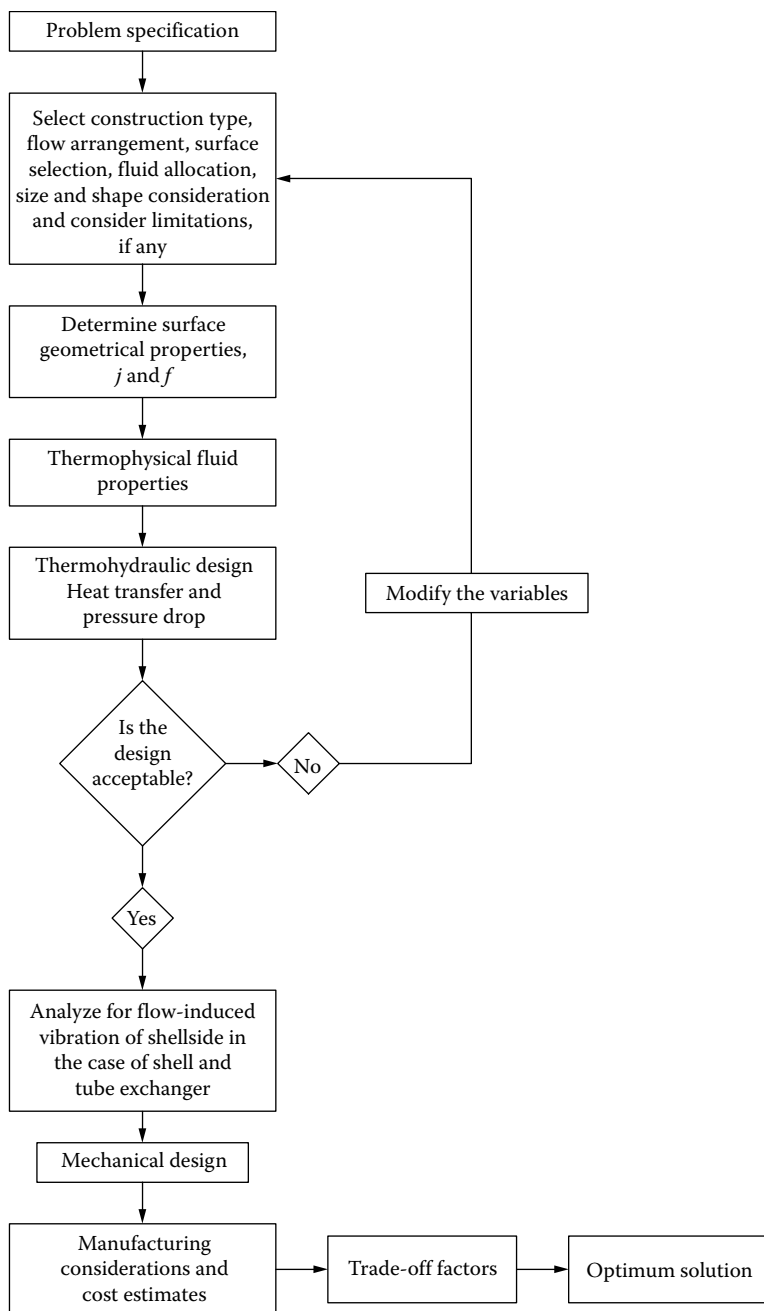 Problem specification
Select construction type,
flow arrangement, surface
selection, fluid allocation,
size and shape consideration
and consider limitations,
if any
Determine surface
geometrical properties,
j and f
Thermophysical fluid
properties
Thermohydraulic design
Heat transfer and
pressure drop
Modify the variables
Is the
design
acceptable?
No
Yes
Analyze for flow-induced
vibration of shellside in
the case of shell and
tube exchanger
Mechanical design
Manufacturing
considerations and
cost estimates
Trade-off factors
Optimum solution